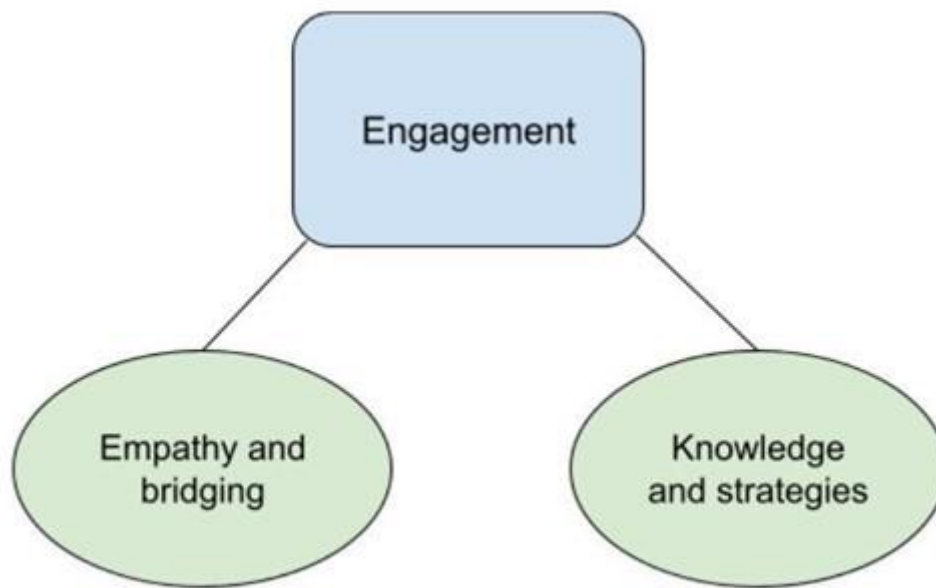 Engagement
Empathy and
bridging
Knowledge
and strategies